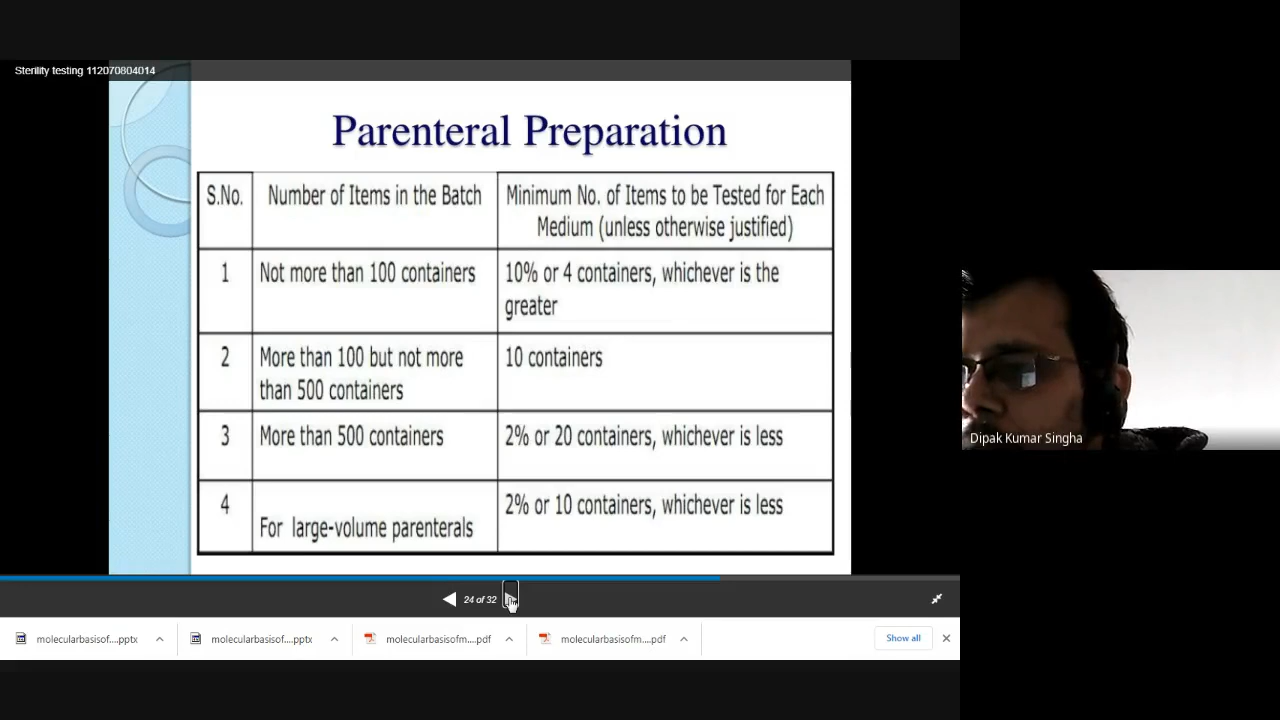 Sterility testing 112070804014
Parenteral Preparation
S.No.
Number of Items in the Batch
Minimum No. of Items to be Tested for Each
Medium (unless otherwise justified)
1
Not more than 100 containers
10% or 4 containers, whichever is the
greater
2
More than 100 but not more
than 500 containers
10 containers
3
More than 500 containers
2% or 20 containers, whichever is less
4
For large-volume parenterals
2% or 10 containers, whichever is less
Dipak Kumar Singha
24 of 32
molecularbasisof....pptx
molecularbasisof....pptx
molecularbasisofm....pdf
molecularbasisofm....pdf
Show all